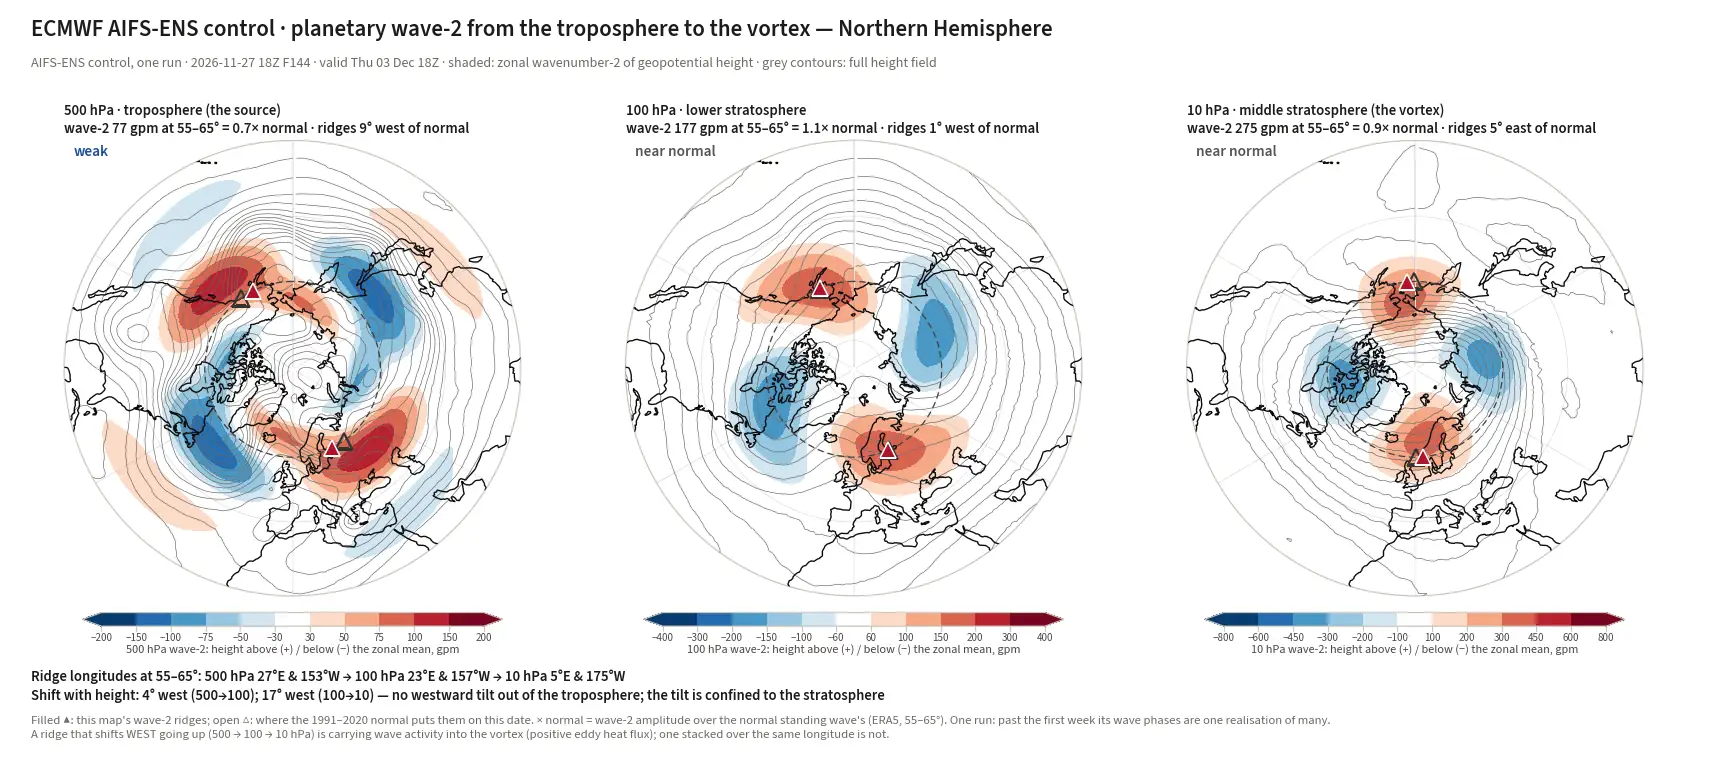 ECMWF AIFS-ENS control · planetary wave-2 from the troposphere to the vortex — Northern Hemisphere
AIFS-ENS control, one run · 2026-11-27 18Z F144 · valid Thu 03 Dec 18Z · shaded: zonal wavenumber-2 of geopotential height · grey contours: full height field
500 hPa · troposphere (the source)
wave-2 77 gpm at 55–65° = 0.7× normal · ridges 9° west of normal
weak
100 hPa · lower stratosphere
wave-2 177 gpm at 55–65° = 1.1× normal · ridges 1° west of normal
near normal
10 hPa · middle stratosphere (the vortex)
wave-2 275 gpm at 55–65° = 0.9× normal · ridges 5° east of normal
near normal
−200 −150 −100 −75 −50 −30 30 50 75 100 150 200
500 hPa wave-2: height above (+) / below (−) the zonal mean, gpm
−400 −300 −200 −150 −100 −60 60 100 150 200 300 400
100 hPa wave-2: height above (+) / below (−) the zonal mean, gpm
−800 −600 −450 −300 −200 −100 100 200 300 450 600 800
10 hPa wave-2: height above (+) / below (−) the zonal mean, gpm
Ridge longitudes at 55–65°: 500 hPa 27°E & 153°W → 100 hPa 23°E & 157°W → 10 hPa 5°E & 175°W
Shift with height: 4° west (500→100); 17° west (100→10) — no westward tilt out of the troposphere; the tilt is confined to the stratosphere
Filled ▲: this map's wave-2 ridges; open △: where the 1991–2020 normal puts them on this date. × normal = wave-2 amplitude over the normal standing wave's (ERA5, 55–65°). One run: past the first week its wave phases are one realisation of many.
A ridge that shifts WEST going up (500 → 100 → 10 hPa) is carrying wave activity into the vortex (positive eddy heat flux); one stacked over the same longitude is not.